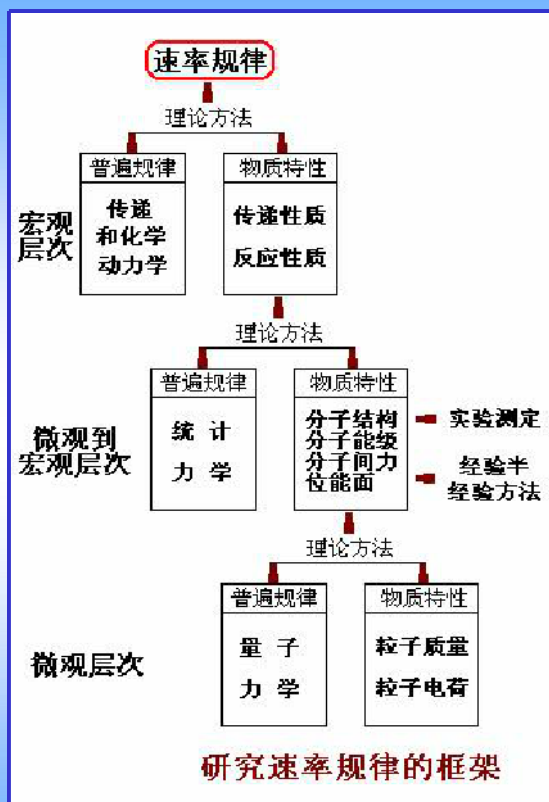 速率规律
理论方法
普遍规律
物质特性
宏观
层次
传递
和化学
动力学
传递性质
反应性质
理论方法
普遍规律
物质特性
微观到
宏观层次
统 计
力 学
分子结构
分子能级
分子间力
位能面
实验测定
经验半
经验方法
理论方法
普遍规律
物质特性
微观层次
量 子
力 学
粒子质量
粒子电荷
研究速率规律的框架